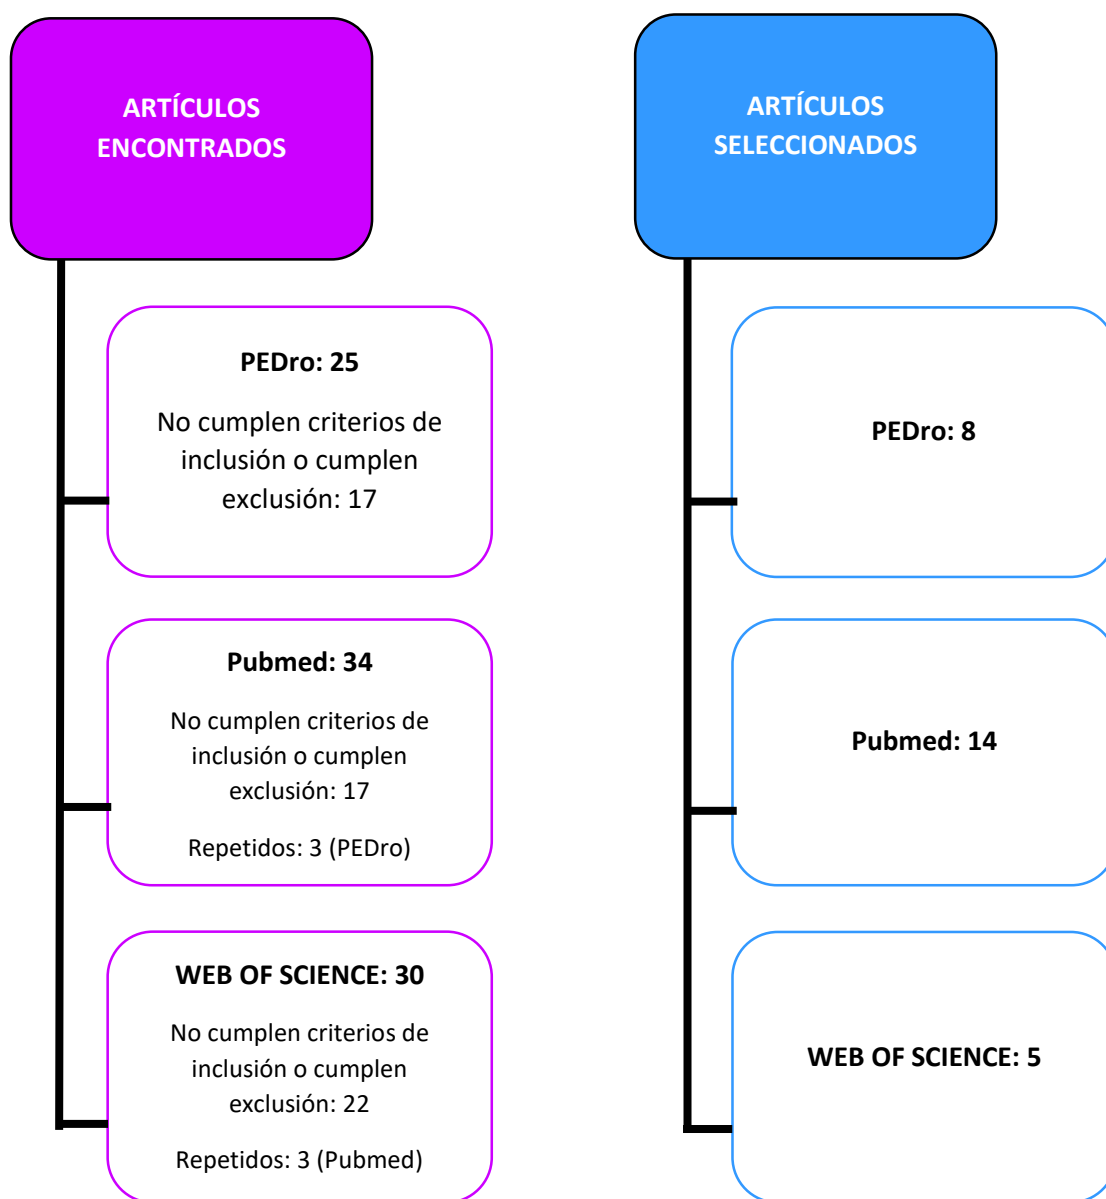 ARTÍCULOS
ENCONTRADOS
PEDro: 25
No cumplen criterios de
inclusión o cumplen
exclusión: 17
Pubmed: 34
No cumplen criterios de
inclusión o cumplen
exclusión: 17
Repetidos: 3 (PEDro)
WEB OF SCIENCE: 30
No cumplen criterios de
inclusión o cumplen
exclusión: 22
Repetidos: 3 (Pubmed)
ARTÍCULOS
SELECCIONADOS
PEDro: 8
Pubmed: 14
WEB OF SCIENCE: 5